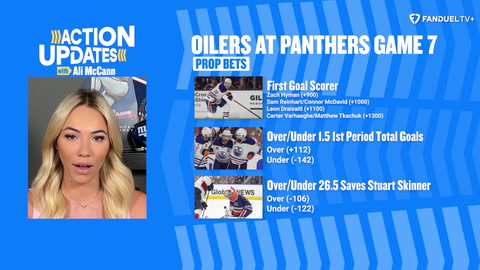 ACTION
UPDATES
with Ali McCann
FANDUEL TV+
OILERS AT PANTHERS GAME 7
PROP BETS
First Goal Scorer
Zach Hyman (+900)
Sam Reinhart/Connor McDavid (+1000)
Leon Draisaitl (+1100)
Carter Verhaeghe/Matthew Tkachuk (+1300)
Over/Under 1.5 1st Period Total Goals
Over (+112)
Under (-142)
Over/Under 26.5 Saves Stuart Skinner
Over (-106)
Under (-122)